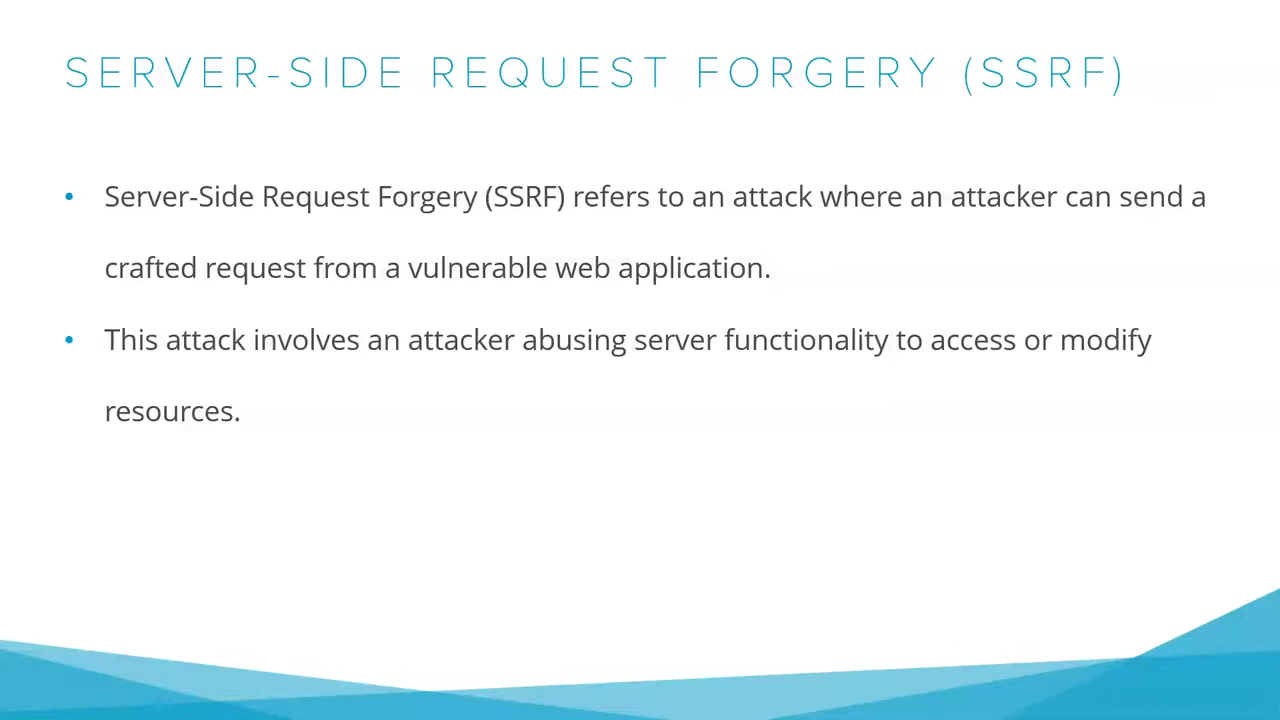 SERVER-SIDE REQUEST FORGERY (SSRF)
• Server-Side Request Forgery (SSRF) refers to an attack where an attacker can send a
crafted request from a vulnerable web application.
• This attack involves an attacker abusing server functionality to access or modify
resources.